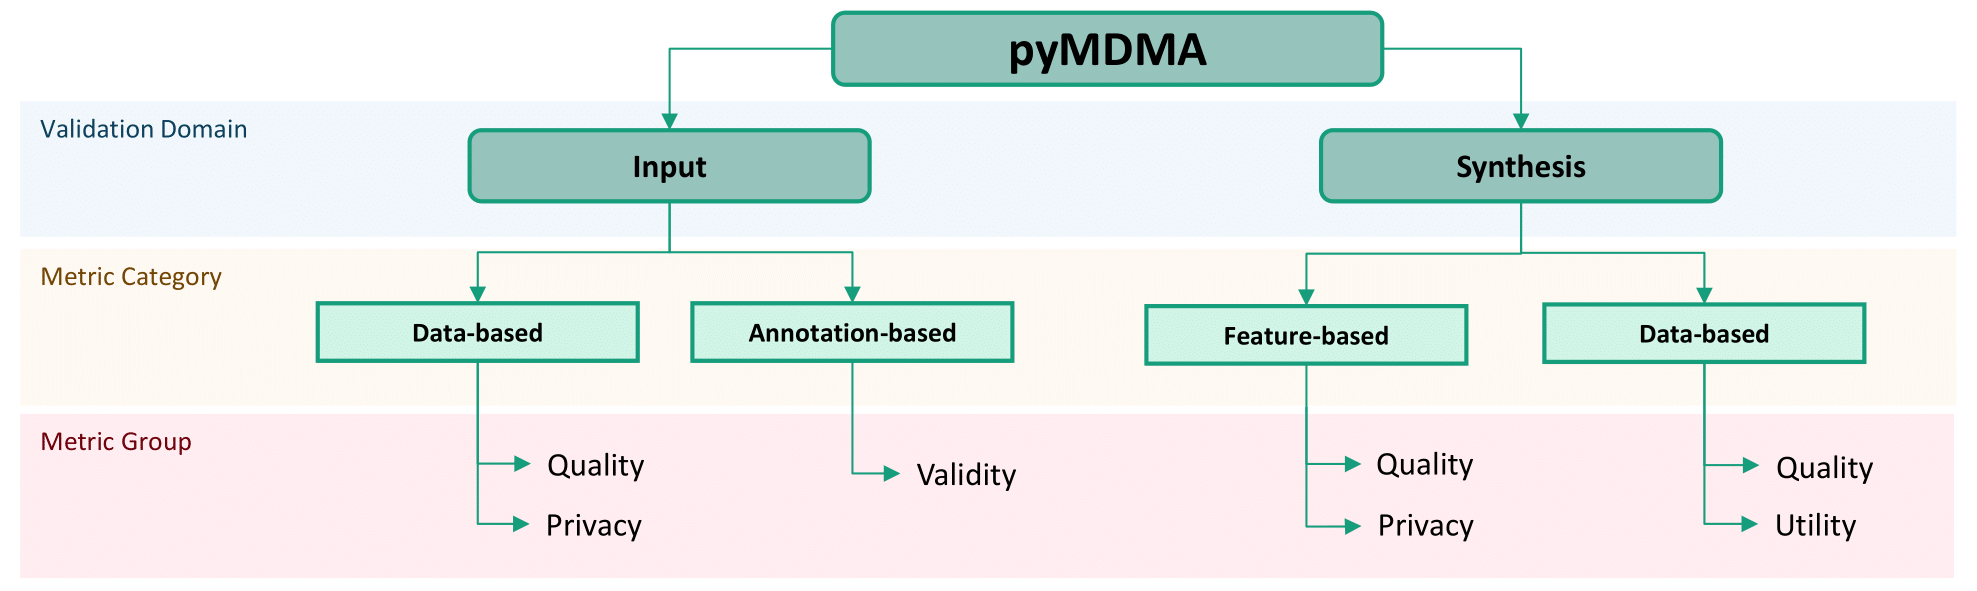 pyMDMA
Validation Domain
Input
Synthesis
Metric Category
Data-based
Annotation-based
Feature-based
Data-based
Metric Group
Quality
Validity
Quality
Quality
Privacy
Privacy
Utility